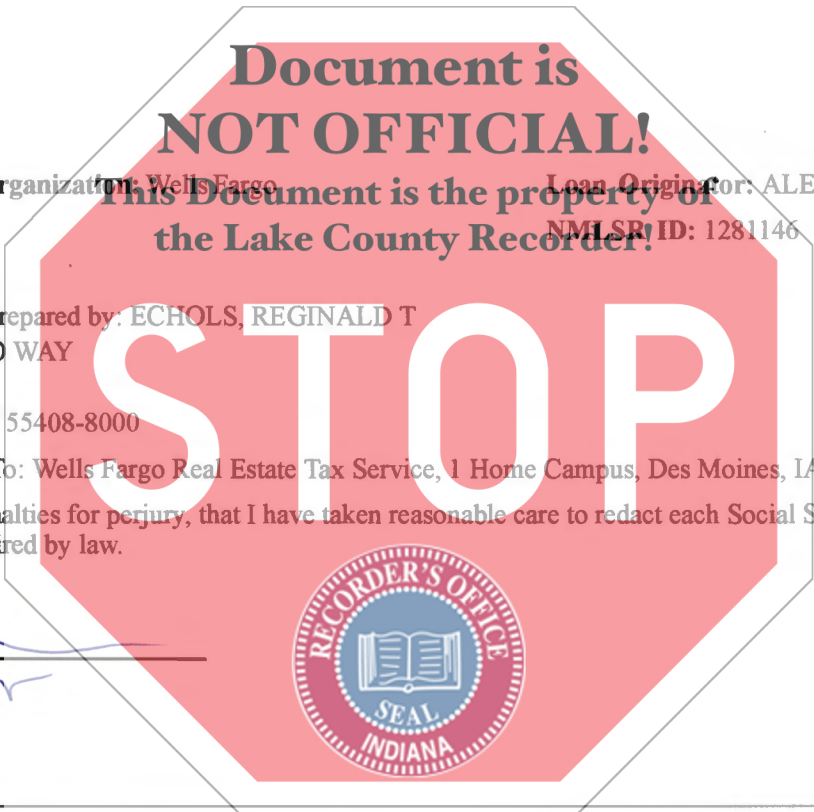 Document is
NOT OFFICIAL!
rganization: Wells Fargo Loan Originator: ALE
This Document is the property of
NMLSR ID: 1281146
the Lake County Recorder!
repared by: ECHOLS, REGINALD T
D WAY
STOP
55408-8000
To: Wells Fargo Real Estate Tax Service, 1 Home Campus, Des Moines, IA
alties for perjury, that I have taken reasonable care to redact each Social S
ired by law.
RECORDER'S OFFICE
SEAL
INDIANA